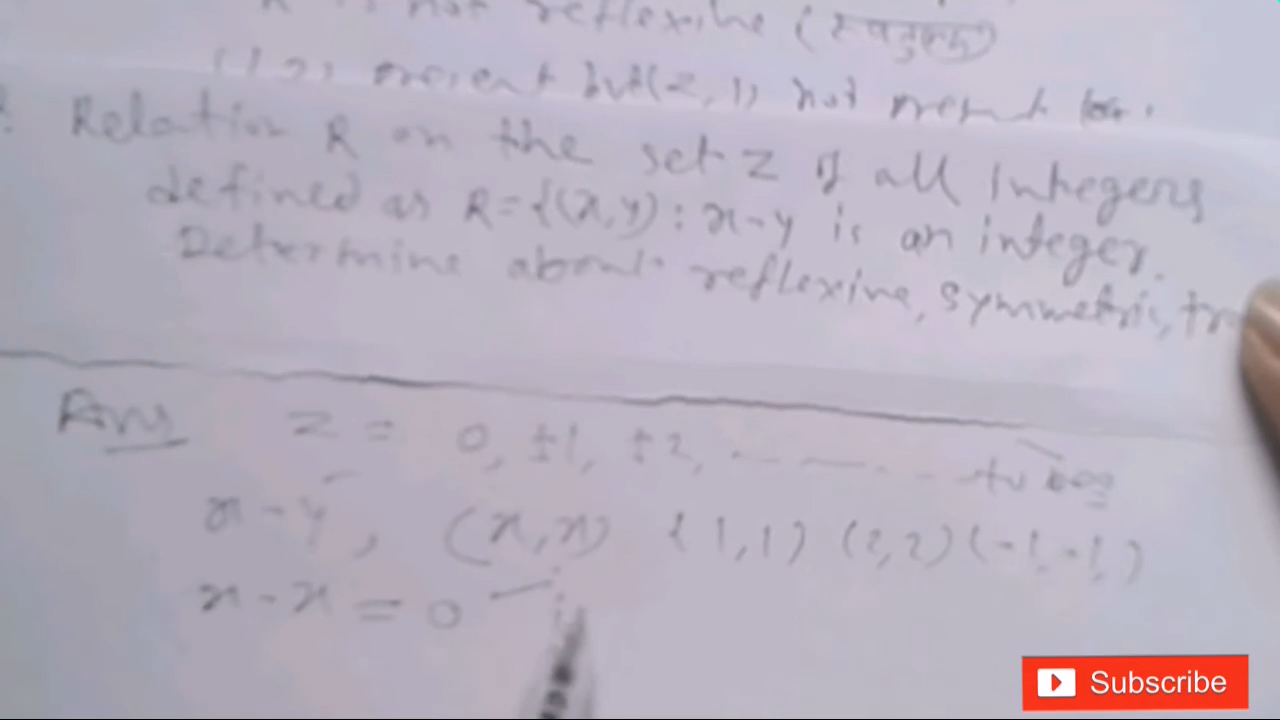 R is not reflexive (
(1,2) present but (2,1) not present
Relation R on the set Z of all integers
defined as R={(x,y): x-y is an integer.
Determine about reflexive, symmetric, tr
Ans Z = 0, ±1, ±2, ------- to
x-y, (x,x) {1,1) (2,2) (-1,-1)
x-x=0
Subscribe